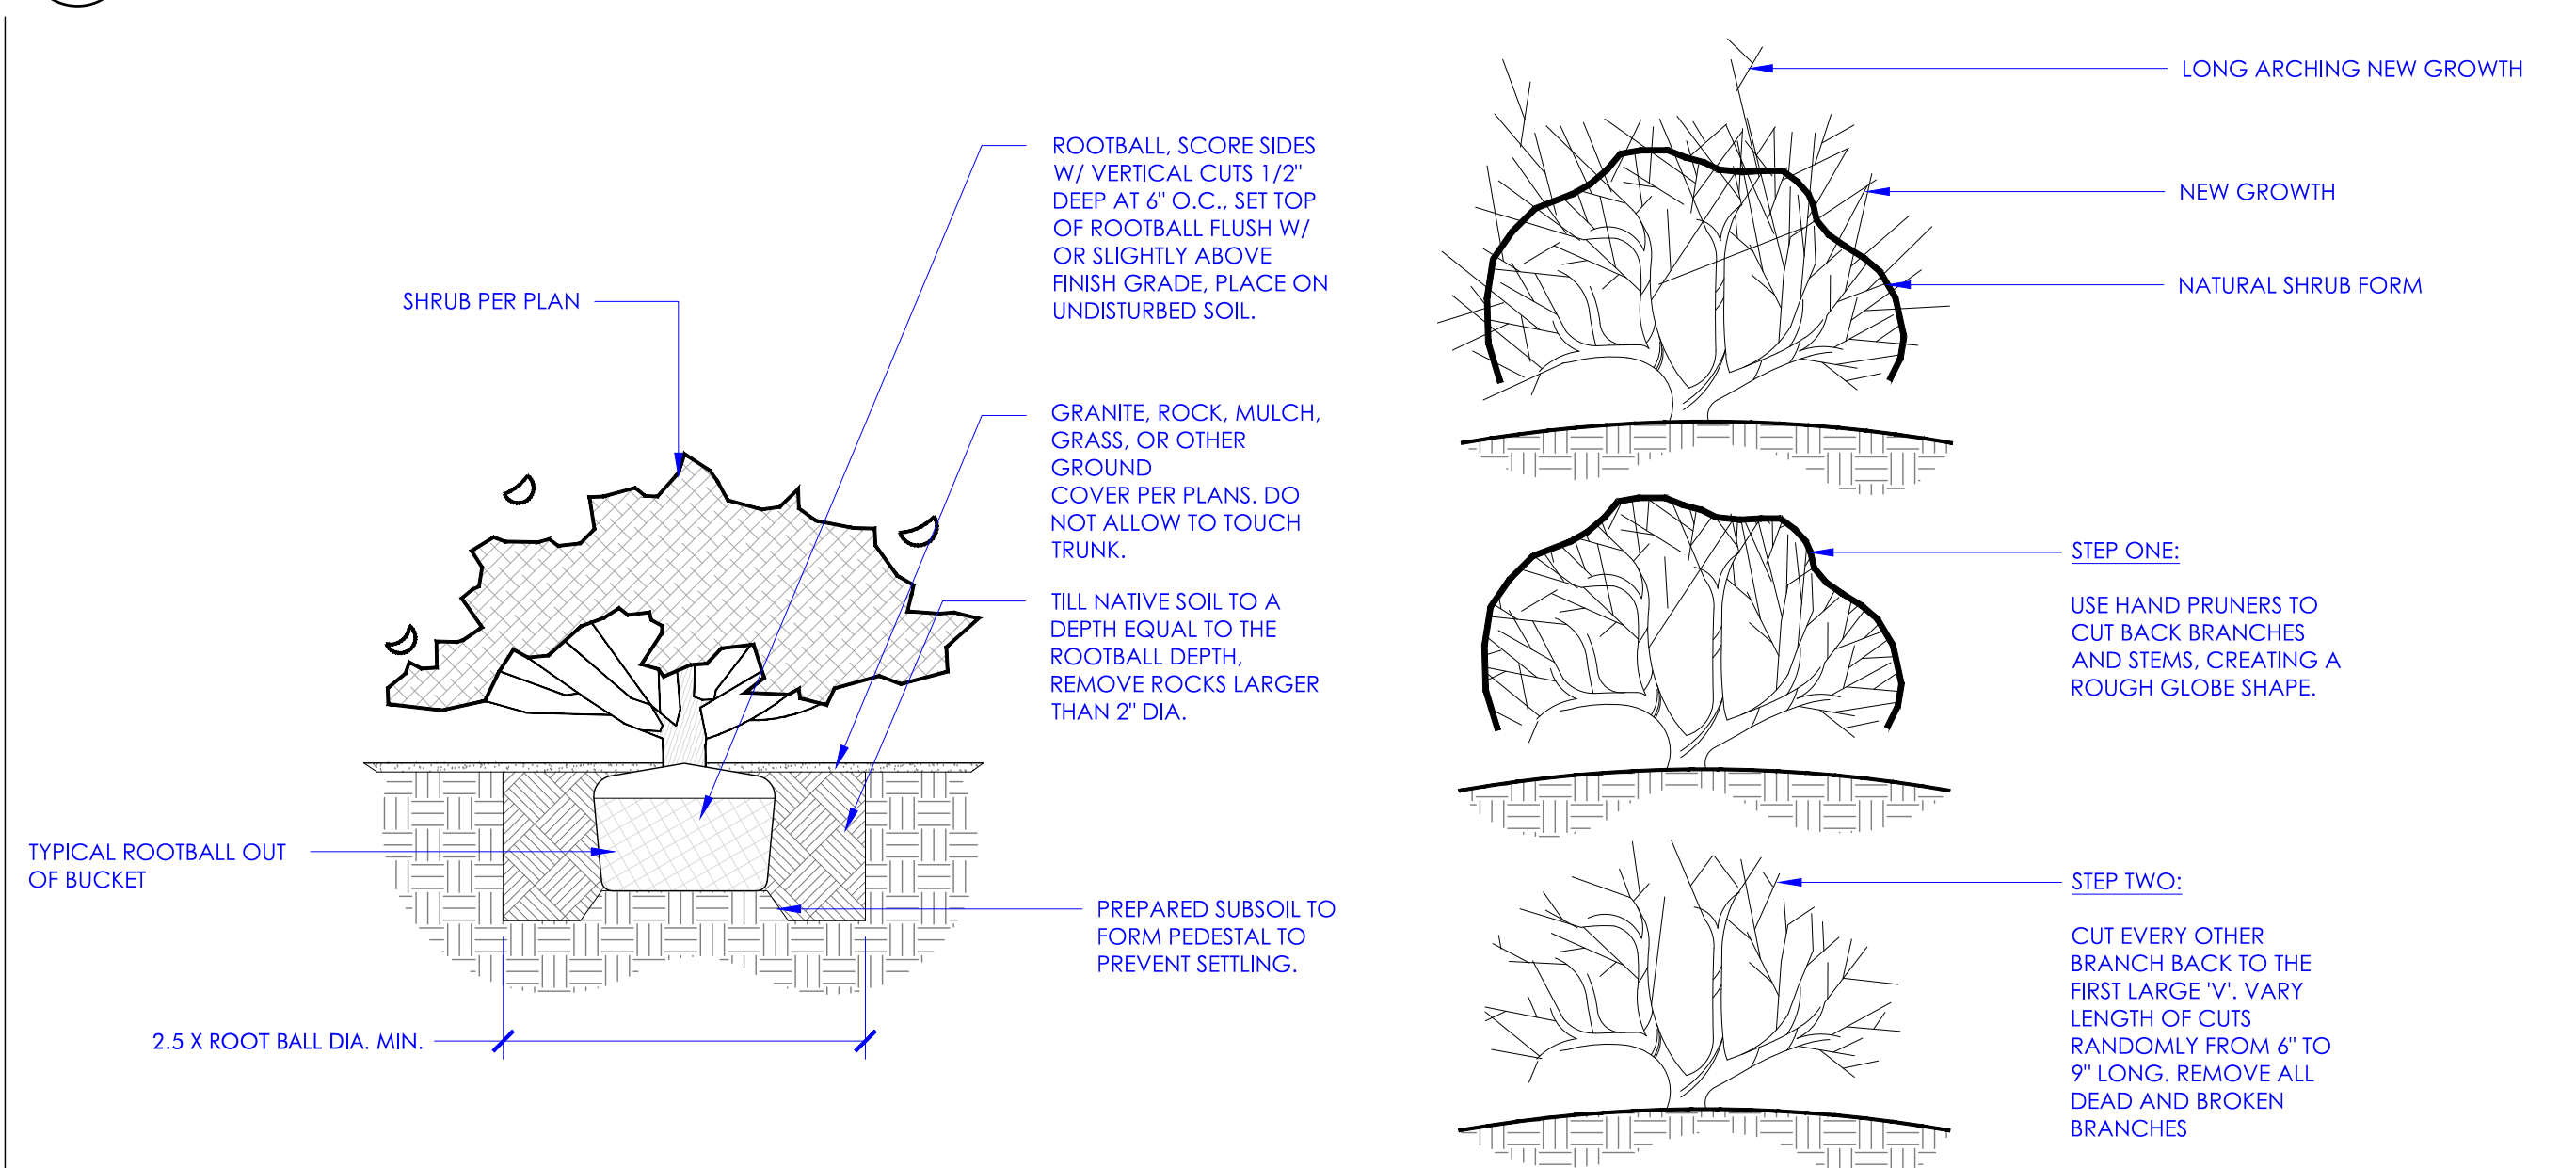 SHRUB PER PLAN
ROOTBALL, SCORE SIDES
W/ VERTICAL CUTS 1/2"
DEEP AT 6" O.C., SET TOP
OF ROOTBALL FLUSH W/
OR SLIGHTLY ABOVE
FINISH GRADE, PLACE ON
UNDISTURBED SOIL.
GRANITE, ROCK, MULCH,
GRASS, OR OTHER
GROUND
COVER PER PLANS. DO
NOT ALLOW TO TOUCH
TRUNK.
TILL NATIVE SOIL TO A
DEPTH EQUAL TO THE
ROOTBALL DEPTH,
REMOVE ROCKS LARGER
THAN 2" DIA.
TYPICAL ROOTBALL OUT
OF BUCKET
PREPARED SUBSOIL TO
FORM PEDESTAL TO
PREVENT SETTLING.
2.5 X ROOT BALL DIA. MIN.
LONG ARCHING NEW GROWTH
NEW GROWTH
NATURAL SHRUB FORM
STEP ONE:
USE HAND PRUNERS TO
CUT BACK BRANCHES
AND STEMS, CREATING A
ROUGH GLOBE SHAPE.
STEP TWO:
CUT EVERY OTHER
BRANCH BACK TO THE
FIRST LARGE 'V'. VARY
LENGTH OF CUTS
RANDOMLY FROM 6" TO
9" LONG. REMOVE ALL
DEAD AND BROKEN
BRANCHES